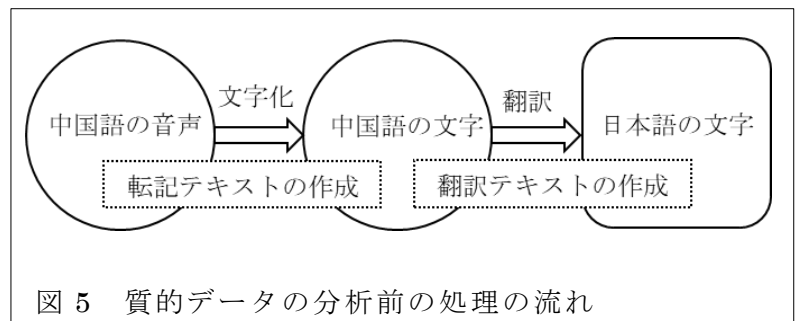 文字化
翻訳
中国語の音声
中国語の文字
日本語の文字
転記テキストの作成
翻訳テキストの作成
図 5　質的データの分析前の処理の流れ